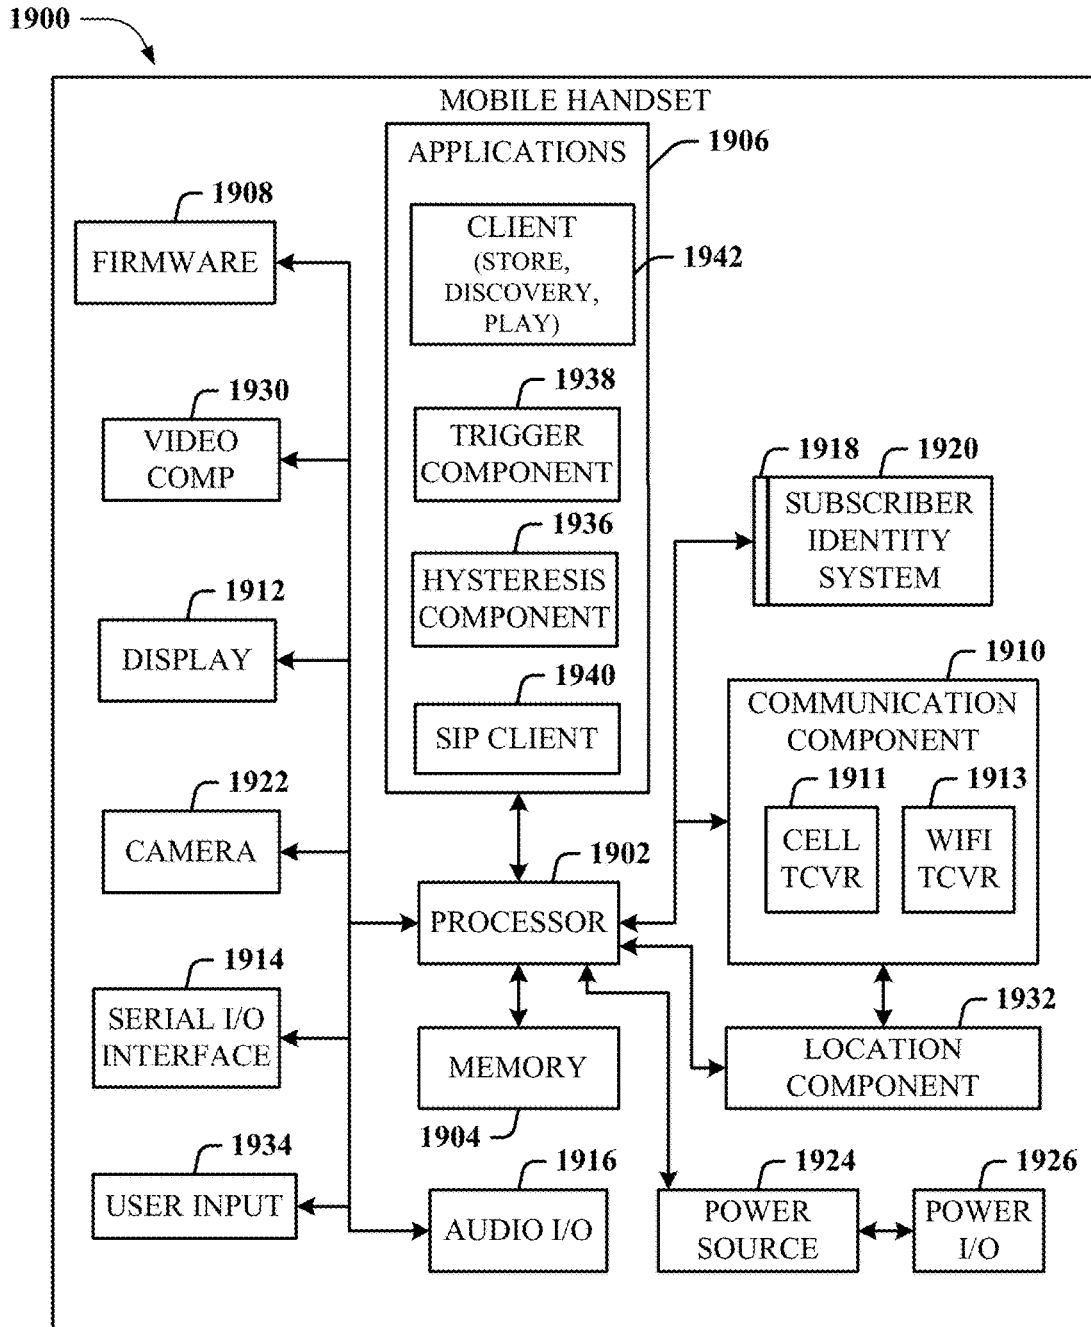 1900
MOBILE HANDSET
APPLICATIONS
1906
CLIENT
(STORE,
DISCOVERY,
PLAY)
1942
1938
TRIGGER
COMPONENT
1936
HYSTERESIS
COMPONENT
1940
SIP CLIENT
1908
FIRMWARE
1930
VIDEO
COMP
1912
DISPLAY
1922
CAMERA
1914
SERIAL I/O
INTERFACE
1934
USER INPUT
1902
PROCESSOR
MEMORY
1904
1916
AUDIO I/O
1918
1920
SUBSCRIBER
IDENTITY
SYSTEM
1910
COMMUNICATION
COMPONENT
1911
CELL
TCVR
1913
WIFI
TCVR
1932
LOCATION
COMPONENT
1924
POWER
SOURCE
1926
POWER
I/O